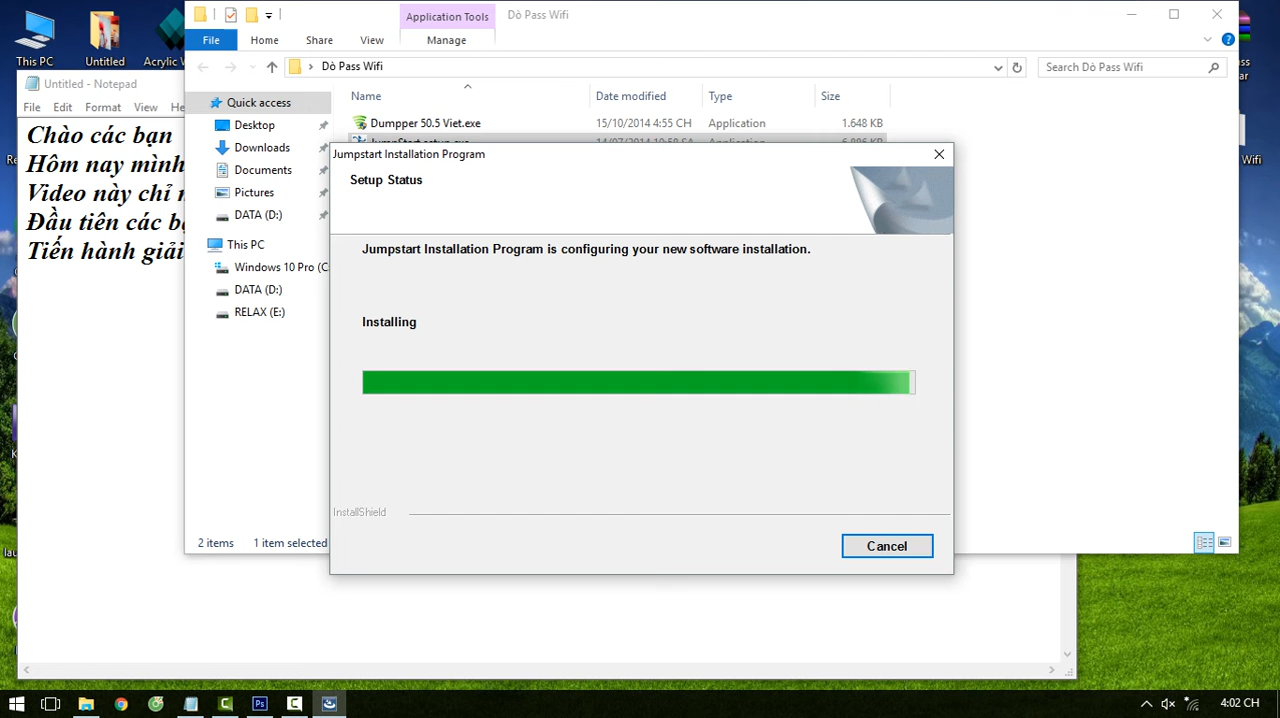 This PC
Untitled
Acrylic W
Application Tools
Dò Pass Wifi
File
Home
Share
View
Manage
Dò Pass Wifi
Search Dò Pass Wifi
Untitled - Notepad
File Edit Format View He
Chào các bạn
Hôm nay mình
Video này chỉ
Đầu tiên các
Tiến hành giải
Quick access
Desktop
Downloads
Documents
Pictures
DATA (D:)
This PC
Windows 10 Pro (C
DATA (D:)
RELAX (E:)
Name
Date modified
Type
Size
Dumpper 50.5 Viet.exe
15/10/2014 4:55 CH
Application
1.648 KB
Jumpstart Installation Program
Setup Status
Jumpstart Installation Program is configuring your new software installation.
Installing
InstallShield
Cancel
2 items
1 item selected
Wifi
4:02 CH